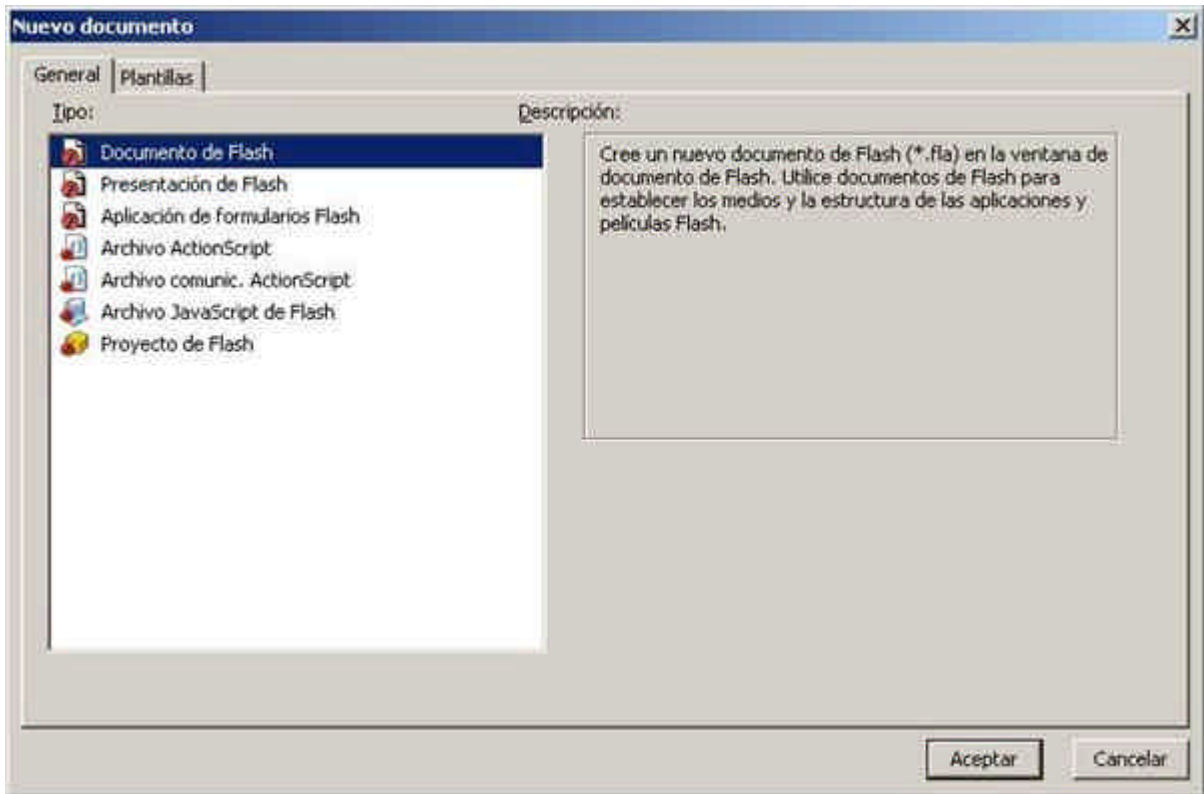 Nuevo documento
General
Plantillas
Tipo:
Descripción:
Documento de Flash
Presentación de Flash
Aplicación de formularios Flash
Archivo ActionScript
Archivo comunic. ActionScript
Archivo JavaScript de Flash
Proyecto de Flash
Cree un nuevo documento de Flash (*.fla) en la ventana de
documento de Flash. Utilice documentos de Flash para
establecer los medios y la estructura de las aplicaciones y
películas Flash.
Aceptar
Cancelar